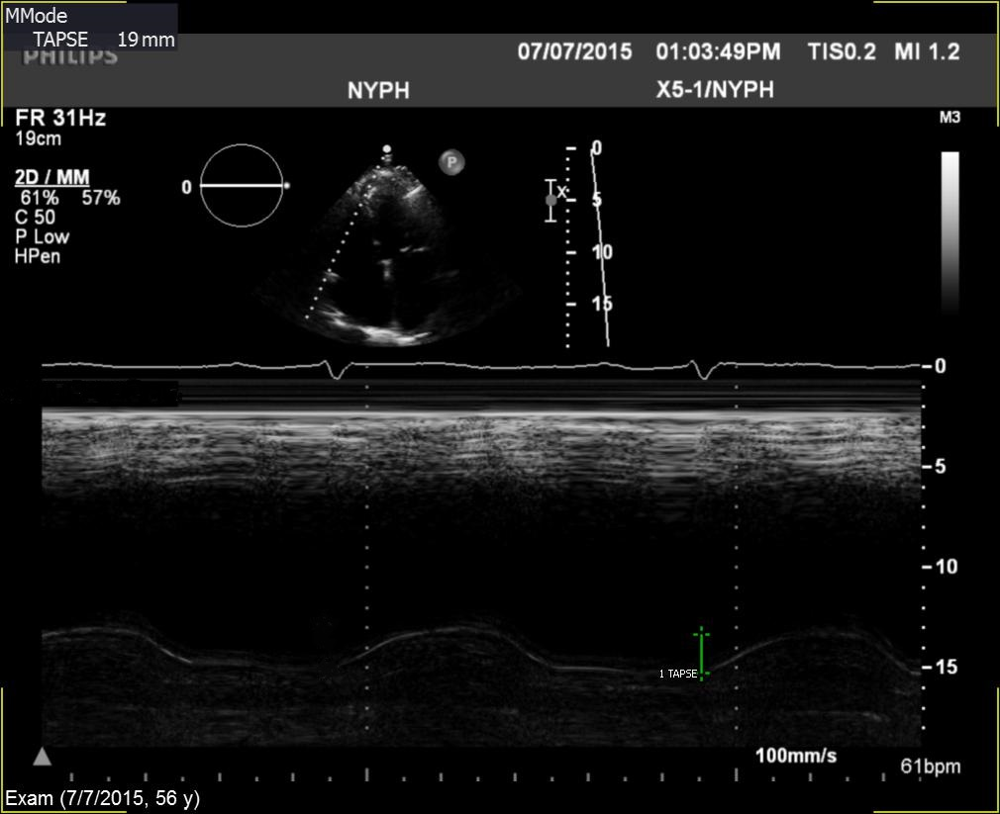 MMode
TAPSE 19 mm
PHILIPS
07/07/2015 01:03:49PM TIS0.2 MI 1.2
NYPH X5-1/NYPH
FR 31Hz
19cm
M3
2D / MM
61% 57%
C 50
P Low
HPen
0
P
X
0
5
10
15
0
5
10
15
1 TAPSE
100mm/s
61bpm
Exam (7/7/2015, 56 y)